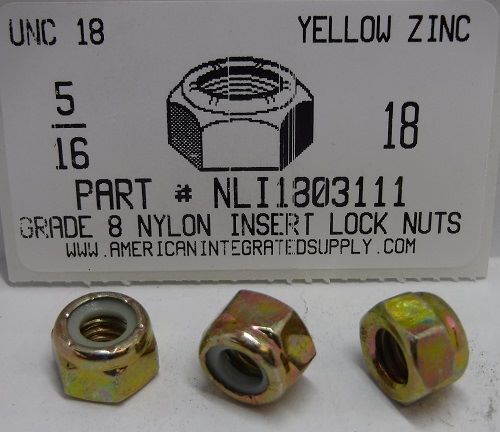 UNC 18 YELLOW ZINC
5/16 18
PART # NLI1803111
GRADE 8 NYLON INSERT LOCK NUTS
WWW.AMERICANINTEGRATEDSUPPLY.COM